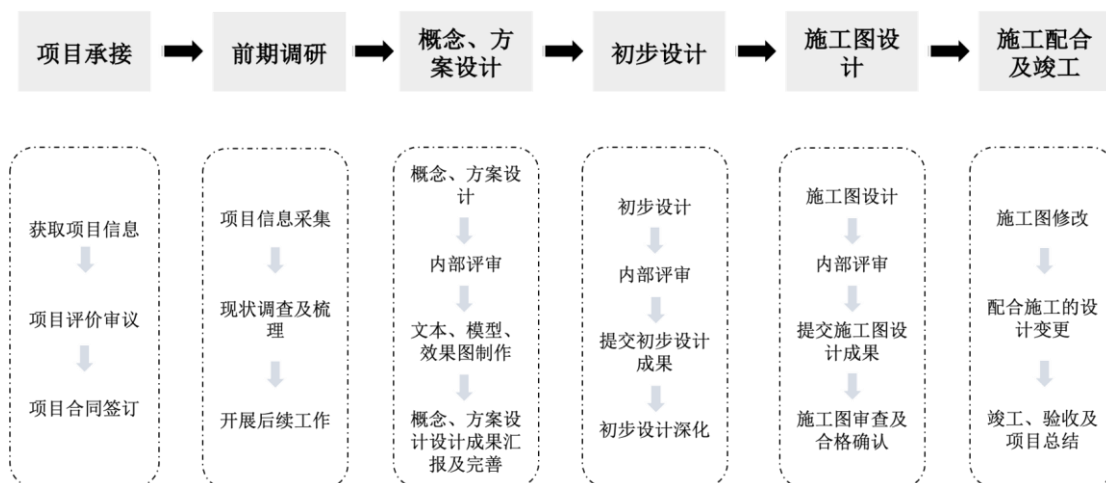 项目承接
前期调研
概念、方
案设计
初步设计
施工图设
计
施工配合
及竣工
获取项目信息
项目评价审议
项目合同签订
项目信息采集
现状调查及梳
理
开展后续工作
概念、方案设
计
内部评审
文本、模型、
效果图制作
概念、方案设
计设计成果汇
报及完善
初步设计
内部评审
提交初步设计
成果
初步设计深化
施工图设计
内部评审
提交施工图设
计成果
施工图审查及
合格确认
施工图修改
配合施工的设
计变更
竣工、验收及
项目总结